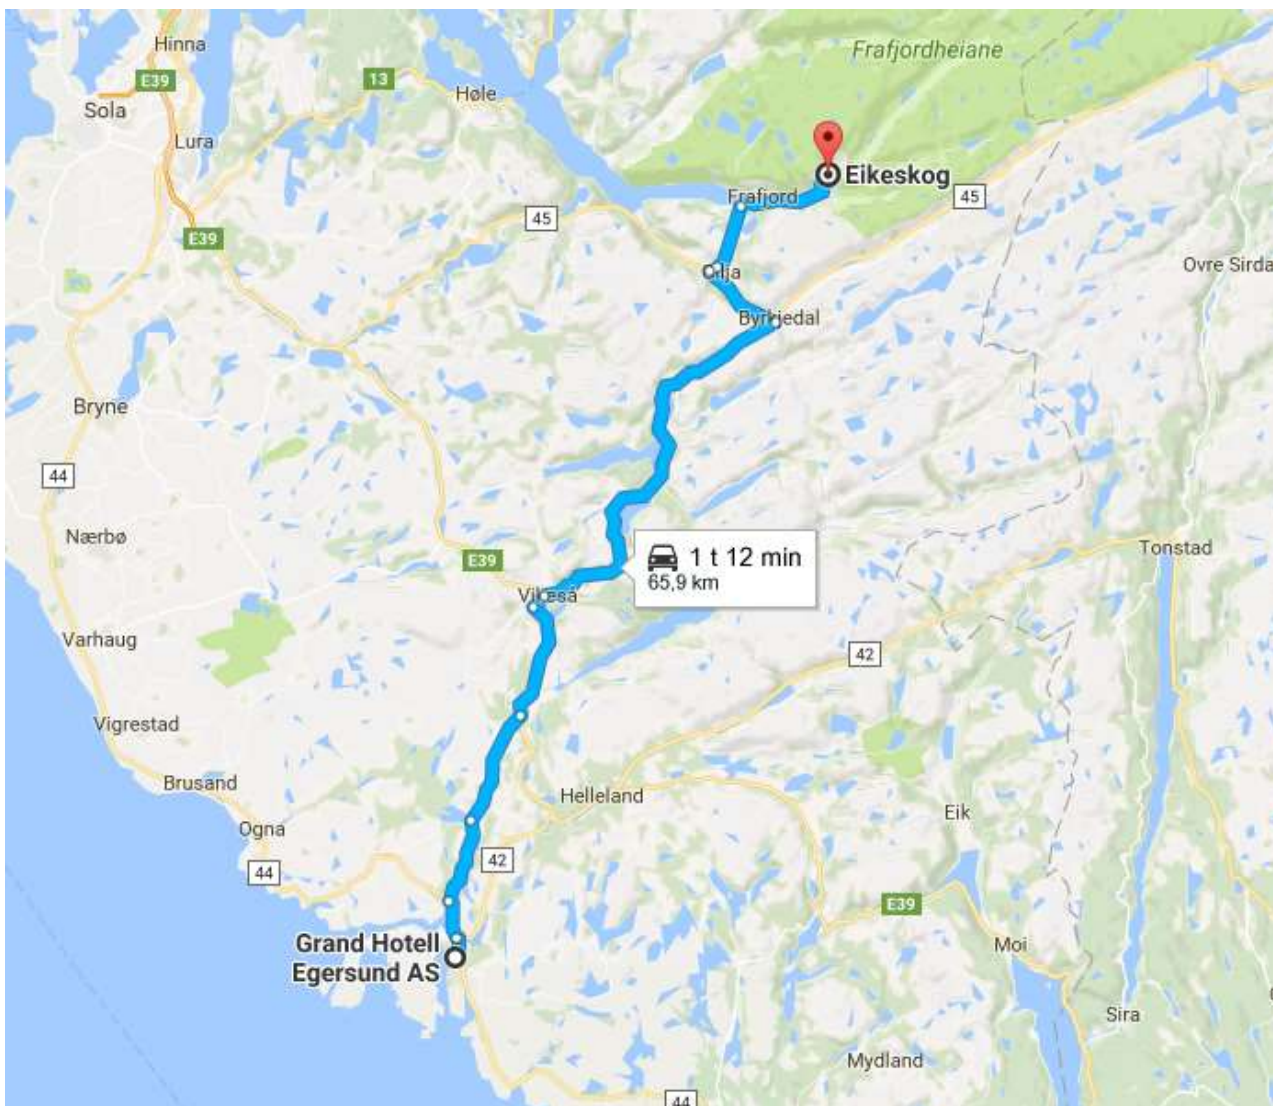 Hinna
Frafjordheiane
E39
13
Sola
Høle
Lura
Eikeskog
Frafjord
45
45
E39
Gilja
Ovre Sirda
Byrkjedal
Bryne
44
Nærbø
E39
1 t 12 min
65,9 km
Tonstad
Vikeså
Varhaug
42
Vigrestad
Brusand
Helleland
Ogna
Eik
42
44
E39
Grand Hotell
Egersund AS
Moi
Sira
Mydland
44